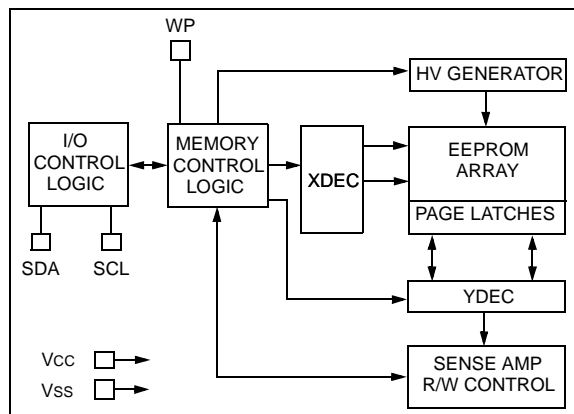 WP
HV GENERATOR
I/O
CONTROL
LOGIC
MEMORY
CONTROL
LOGIC
XDEC
EEPROM
ARRAY
PAGE LATCHES
SDA
SCL
YDEC
VCC
VSS
SENSE AMP
R/W CONTROL